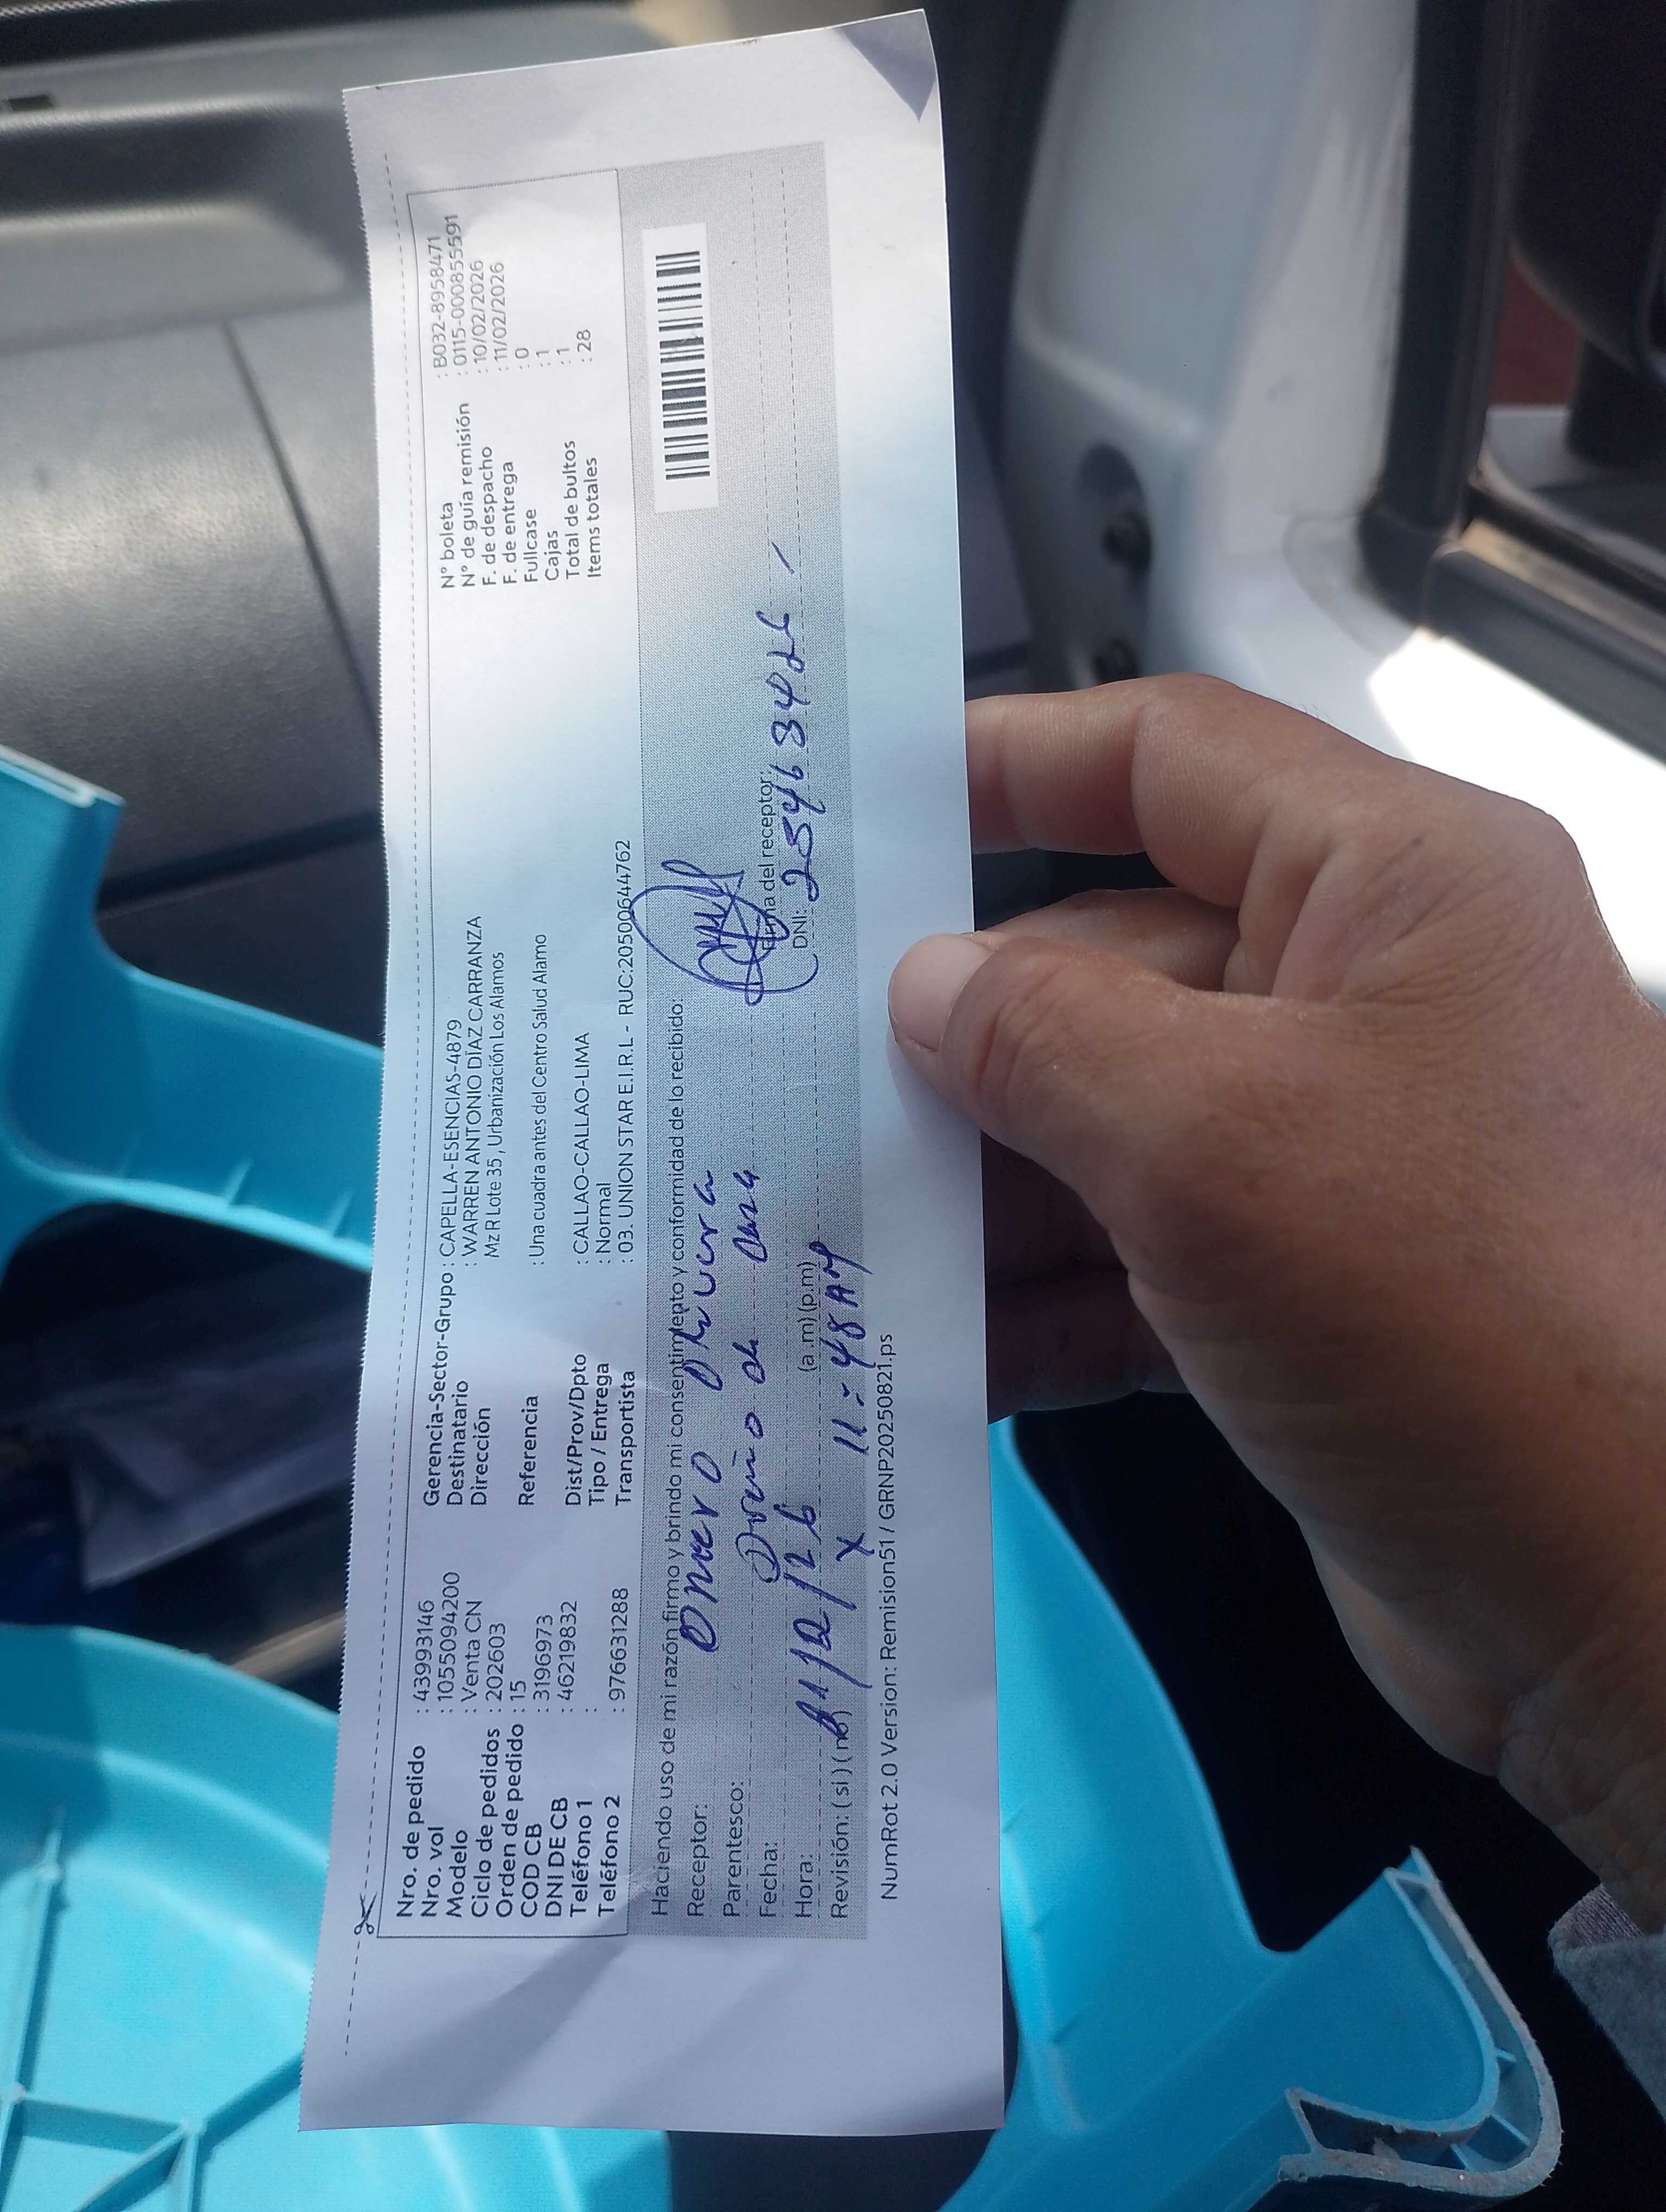 Nro. de pedido : 43993146
Nro. vol : 1055094200
Modelo : Venta CN
Ciclo de pedidos : 202603
Orden de pedido : 15
COD CB : 3196973
DNI DE CB : 46219832
Teléfono 1 :
Teléfono 2 : 976631288
Gerencia-Sector-Grupo : CAPELLA-ESENCIAS-4879
Destinatario : WARREN ANTONIO DÍAZ CARRANZA
Dirección Mz R Lote 35 , Urbanización Los Alamos
Referencia : Una cuadra antes del Centro Salud Alamo
Dist/Prov/Dpto : CALLAO-CALLAO-LIMA
Tipo / Entrega : Normal
Transportista : 03. UNION STAR E.I.R.L - RUC:20500644762
N° boleta : B032-8958471
N° de guía remisión : 0115-000855591
F. de despacho : 10/02/2026
F. de entrega : 11/02/2026
Fullcase : 0
Cajas : 1
Total de bultos : 1
Items totales : 28
Haciendo uso de mi razón firmo y brindo mi consentimiento y conformidad de lo recibido:
Receptor:
Parentesco: Dueño de casa
Fecha: /26
Hora: (a.m) (p.m)
Revisión: ( si ) ( no ) X 11:48 AM
Firma del receptor:
DNI: 25463426
NumRot 2.0 Version: Remision51 / GRNP20250821.ps